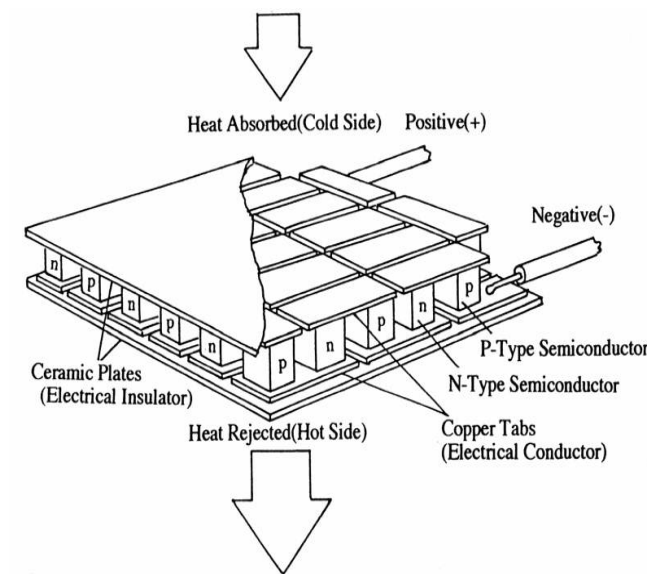 Heat Absorbed(Cold Side)
Positive(+)
Negative(-)
n
p
n
p
n
p
n
p
n
p
P-Type Semiconductor
N-Type Semiconductor
Ceramic Plates
(Electrical Insulator)
Copper Tabs
(Electrical Conductor)
Heat Rejected(Hot Side)